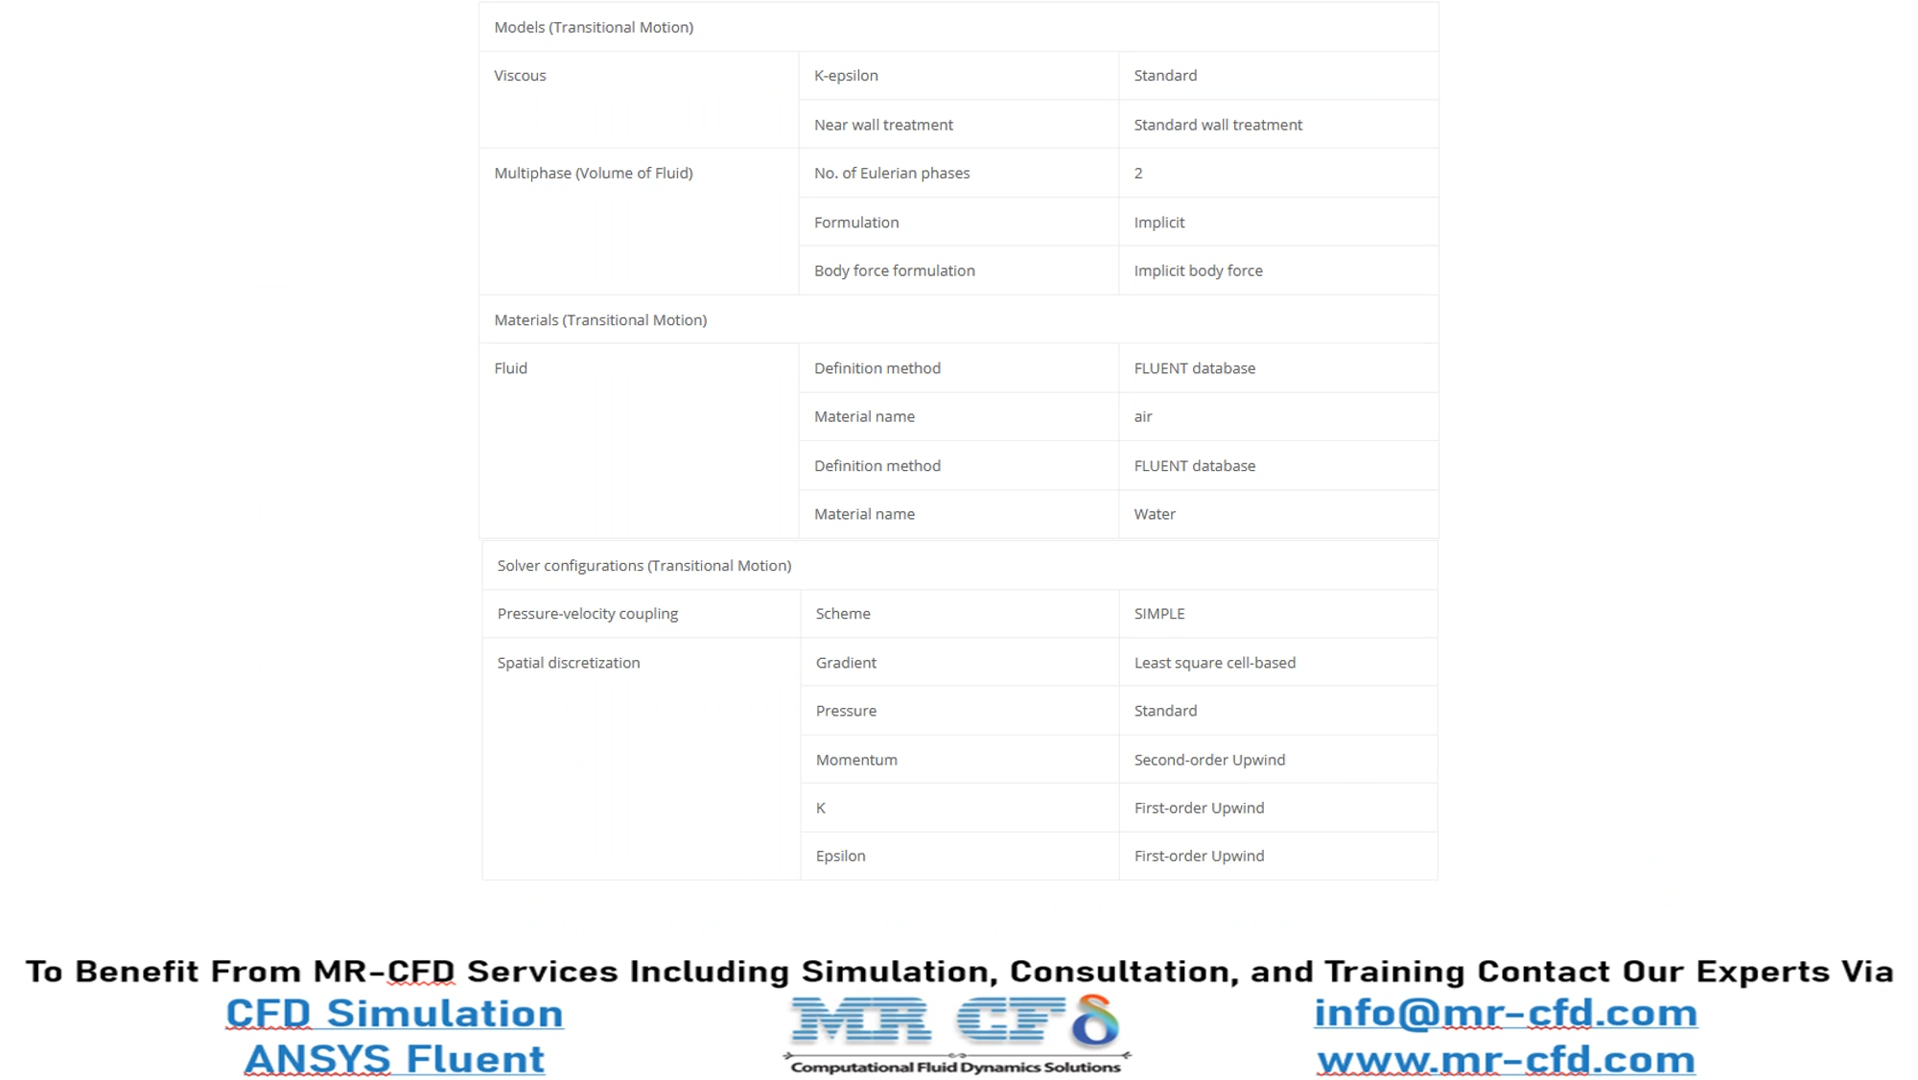 Models (Transitional Motion)
Viscous K-epsilon Standard
Near wall treatment Standard wall treatment
Multiphase (Volume of Fluid) No. of Eulerian phases 2
Formulation Implicit
Body force formulation Implicit body force
Materials (Transitional Motion)
Fluid Definition method FLUENT database
Material name air
Definition method FLUENT database
Material name Water
Solver configurations (Transitional Motion)
Pressure-velocity coupling Scheme SIMPLE
Spatial discretization Gradient Least square cell-based
Pressure Standard
Momentum Second-order Upwind
K First-order Upwind
Epsilon First-order Upwind
To Benefit From MR-CFD Services Including Simulation, Consultation, and Training Contact Our Experts Via
CFD Simulation MR CFδ info@mr-cfd.com
ANSYS Fluent Computational Fluid Dynamics Solutions www.mr-cfd.com